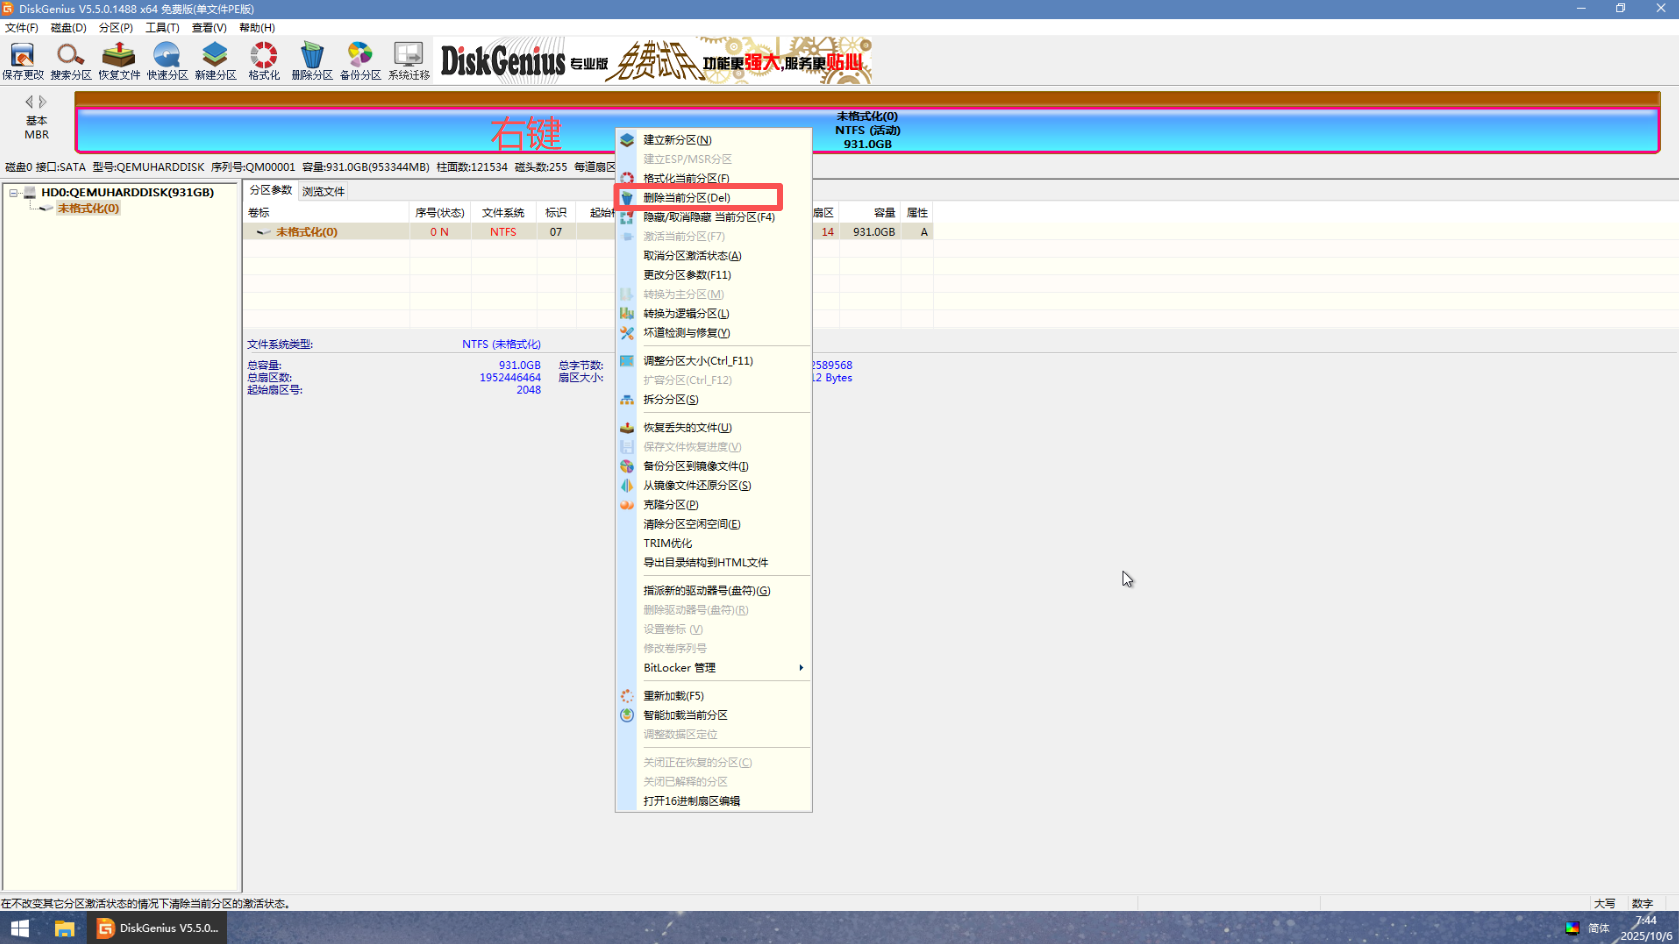 DiskGenius V5.5.0.1488 x64 免费版(单文件PE版)
文件(F) 磁盘(D) 分区(P) 工具(T) 查看(V) 帮助(H)
保存更改 搜索分区 恢复文件 快速分区 新建分区 格式化 删除分区 备份分区 系统迁移
DiskGenius 专业版 免费试用 功能更强大,服务更贴心
基本
MBR
右键
未格式化(0)
NTFS (活动)
931.0GB
磁盘0 接口:SATA 型号:QEMUHARDDISK 序列号:QM00001 容量:931.0GB(953344MB) 柱面数:121534 磁头数:255 每道扇区
HD0:QEMUHARDDISK(931GB)
未格式化(0)
分区参数 浏览文件
卷标 序号(状态) 文件系统 标识 起始 扇区 容量 属性
未格式化(0) 0 N NTFS 07 14 931.0GB A
文件系统类型: NTFS (未格式化)
总容量: 931.0GB 总字节数: 2589568
总扇区数: 1952446464 扇区大小: 12 Bytes
起始扇区号: 2048
建立新分区(N)
建立ESP/MSR分区
格式化当前分区(F)
删除当前分区(Del)
隐藏/取消隐藏 当前分区(F4)
激活当前分区(F7)
取消分区激活状态(A)
更改分区参数(F11)
转换为主分区(M)
转换为逻辑分区(L)
坏道检测与修复(Y)
调整分区大小(Ctrl_F11)
扩容分区(Ctrl_F12)
拆分分区(S)
恢复丢失的文件(U)
保存文件恢复进度(V)
备份分区到镜像文件(I)
从镜像文件还原分区(S)
克隆分区(P)
清除分区空闲空间(E)
TRIM优化
导出目录结构到HTML文件
指派新的驱动器号(盘符)(G)
删除驱动器号(盘符)(R)
设置卷标 (V)
修改卷序列号
BitLocker 管理
重新加载(F5)
智能加载当前分区
调整数据区定位
关闭正在恢复的分区(C)
关闭已解释的分区
打开16进制扇区编辑
在不改变其它分区激活状态的情况下清除当前分区的激活状态。
大写 数字
DiskGenius V5.5.0...
简体
7:44
2025/10/6